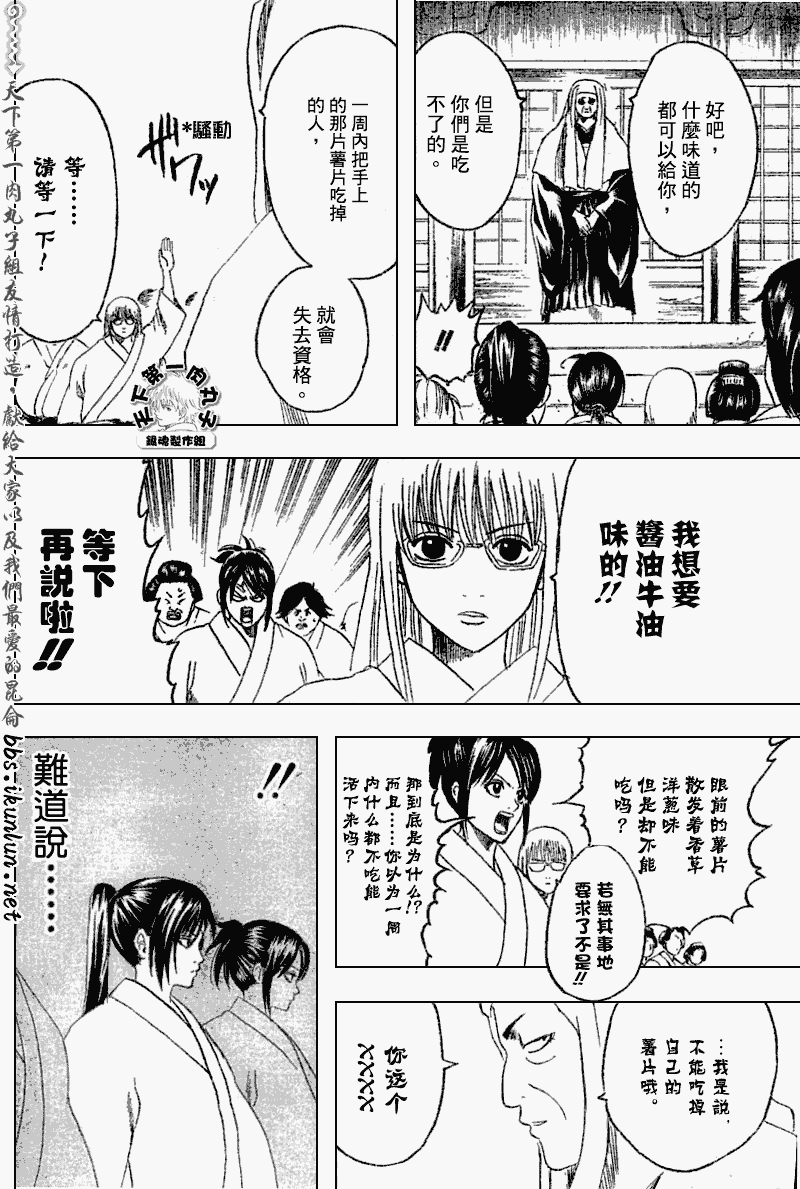 好吧，
什麼味道的
都可以給你，
但是
你們是吃
不了的。
!!
一周內把手上
的那片薯片吃掉
的人，
就會
失去資格。
*騷動
ザワッ
等……
請等一下！
天下第一肉丸子
銀魂製作組
我想要
醬油牛油
味的!!
等下
再說啦!!
眼前的薯片
散发着香草
洋葱味
但是却不能
吃吗？
若無其事地
要求了不是!!
那到底是为什么!?
而且……你以为一周
内什么都不吃能
活下来吗？
…我是説，
不能吃掉
自己的
薯片哦。
你这个
XXXX
!!
難道說……
天下第一肉丸子組友情打造。獻給大家以及我們最愛的昆侖
bbs.ikunlun.net